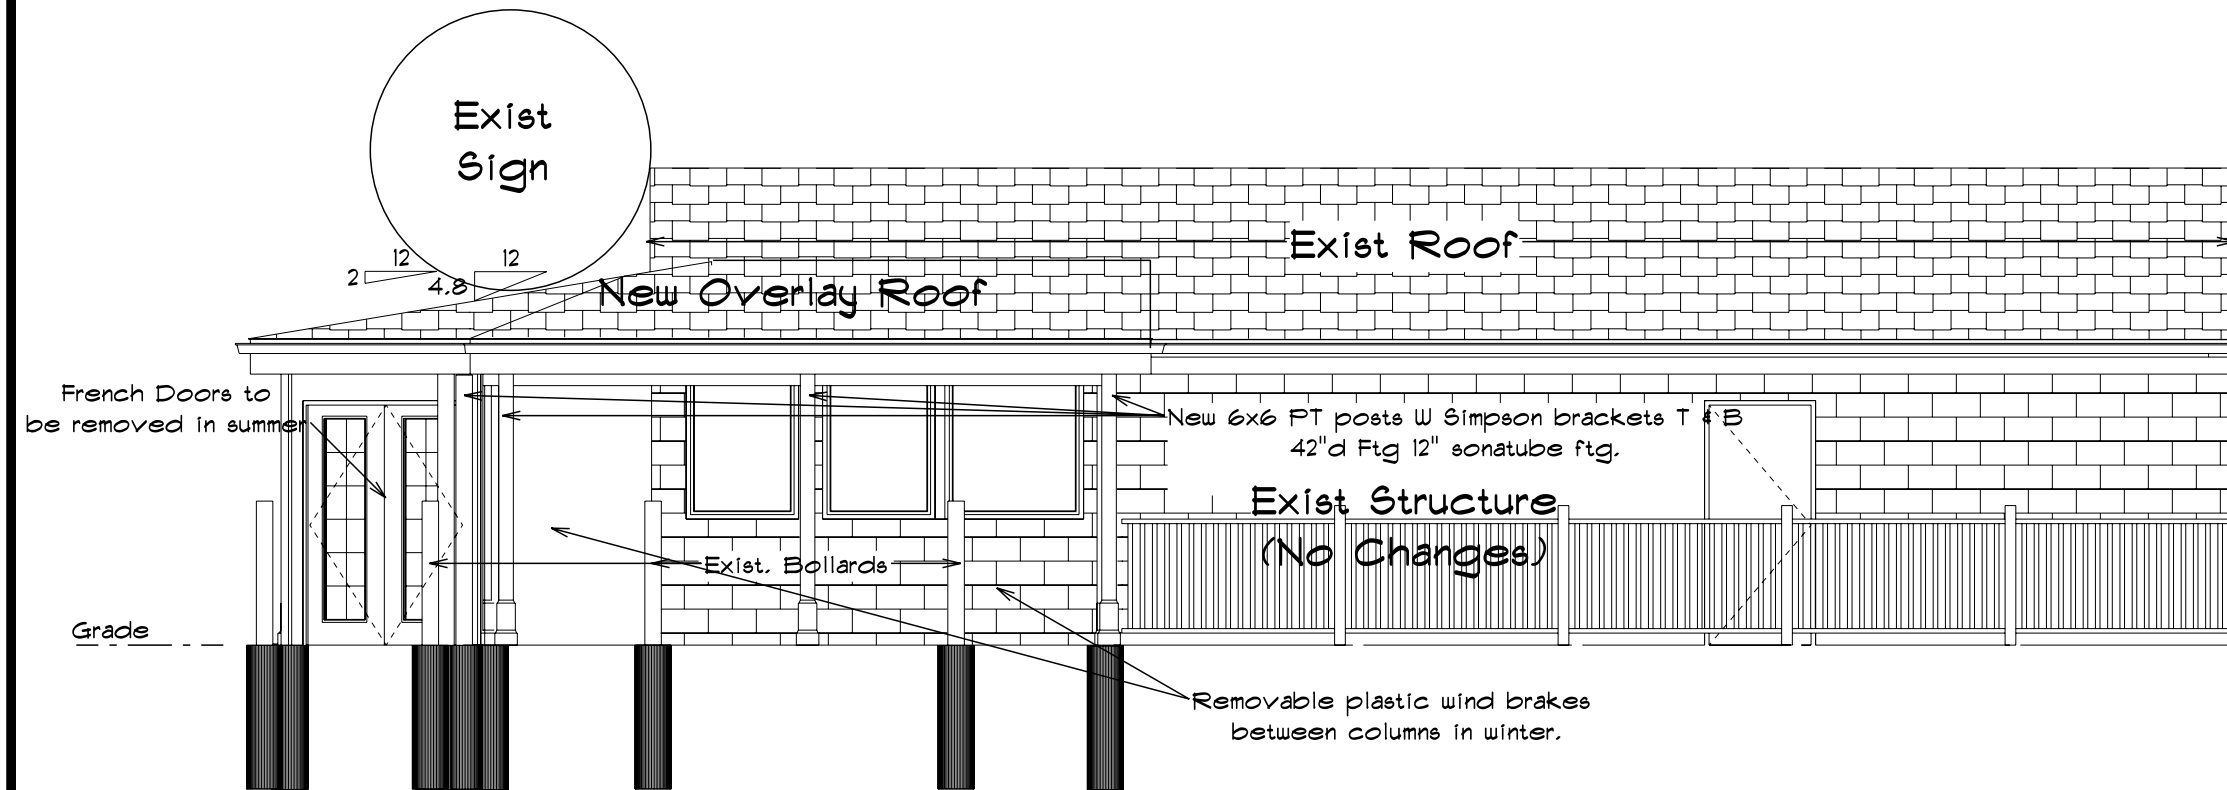 Exist
Sign
12
2
12
4.8
Exist Roof
New Overlay Roof
French Doors to
be removed in summer
New 6x6 PT posts W Simpson brackets T & B
42"d Ftg 12" sonatube ftg.
Exist Structure
(No Changes)
Exist. Bollards
Grade
Removable plastic wind brakes
between columns in winter.